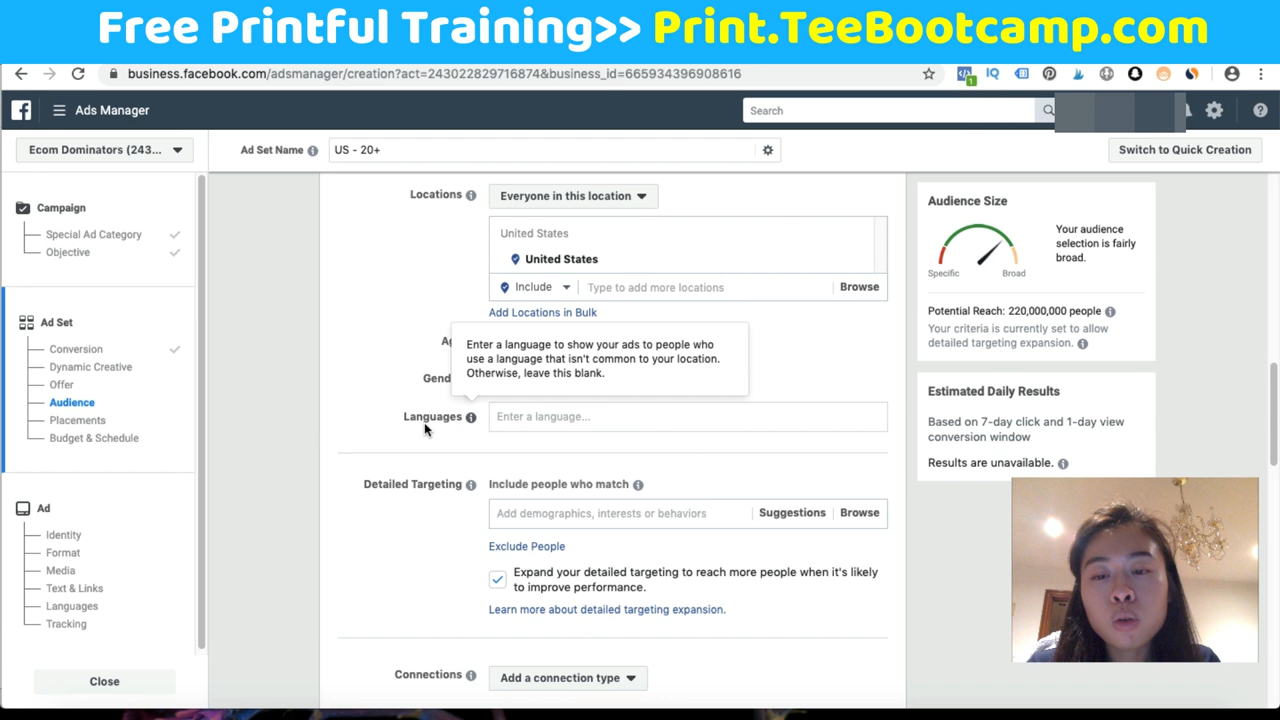 Free Printful Training>> Print.TeeBootcamp.com
business.facebook.com/adsmanager/creation?act=243022829716874&business_id=665934396908616
1
Ads Manager
Search
Ecom Dominators (243...
Ad Set Name
US - 20+
Switch to Quick Creation
Campaign
Special Ad Category
Objective
Ad Set
Conversion
Dynamic Creative
Offer
Audience
Placements
Budget & Schedule
Ad
Identity
Format
Media
Text & Links
Languages
Tracking
Close
Locations
Everyone in this location
United States
United States
Include
Type to add more locations
Browse
Add Locations in Bulk
Enter a language to show your ads to people who
use a language that isn't common to your location.
Otherwise, leave this blank.
Ag
Gend
Languages
Enter a language...
Detailed Targeting
Include people who match
Add demographics, interests or behaviors
Suggestions
Browse
Exclude People
Expand your detailed targeting to reach more people when it's likely
to improve performance.
Learn more about detailed targeting expansion.
Connections
Add a connection type
Audience Size
Your audience
selection is fairly
broad.
Specific
Broad
Potential Reach: 220,000,000 people
Your criteria is currently set to allow
detailed targeting expansion.
Estimated Daily Results
Based on 7-day click and 1-day view
conversion window
Results are unavailable.